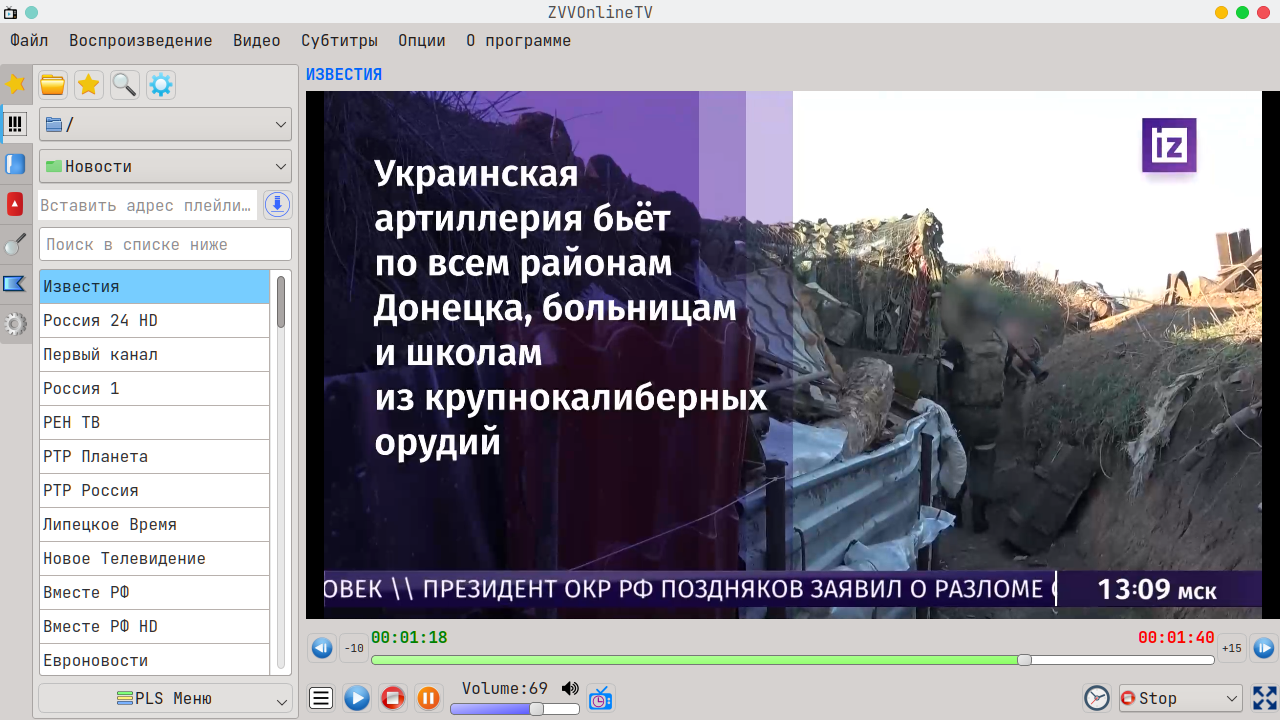 ZVVOnlineTV
Файл Воспроизведение Видео Субтитры Опции О программе
ИЗВЕСТИЯ
/
Новости
Вставить адрес плейли…
Поиск в списке ниже
Известия
Россия 24 HD
Первый канал
Россия 1
РЕН ТВ
РТР Планета
РТР Россия
Липецкое Время
Новое Телевидение
Вместе РФ
Вместе РФ HD
Евроновости
PLS Меню
iz
Украинская
артиллерия бьёт
по всем районам
Донецка, больницам
и школам
из крупнокалиберных
орудий
ОВЕК \\ ПРЕЗИДЕНТ ОКР РФ ПОЗДНЯКОВ ЗАЯВИЛ О РАЗЛОМЕ
13:09 МСК
00:01:18 00:01:40
-10 +15
Volume:69
Stop